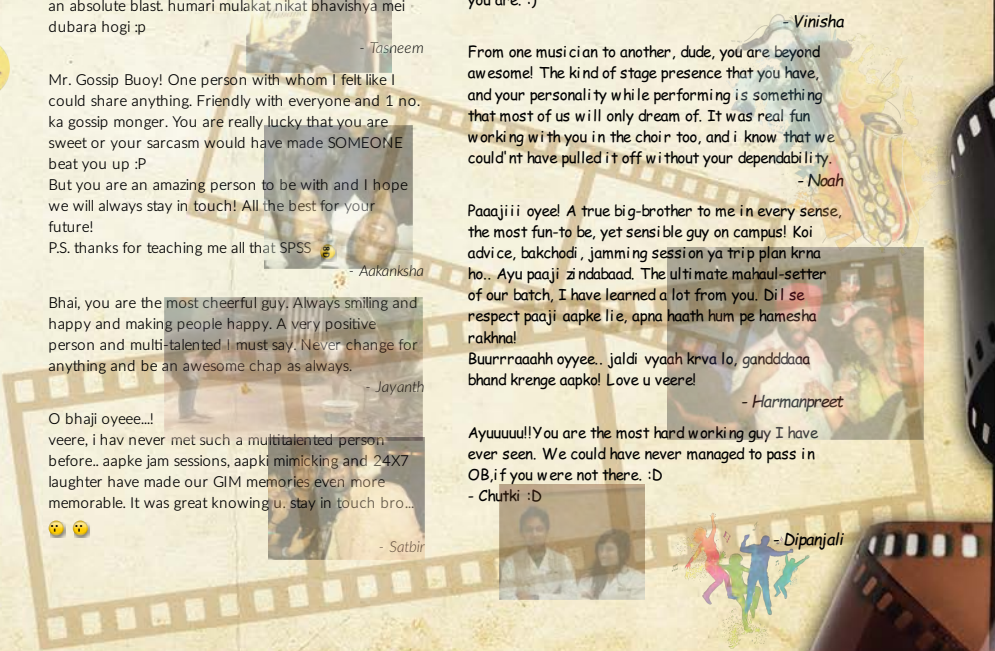 an absolute blast. humari mulakat nikat bhavishya mei
dubara hogi :p
- Tasneem
Mr. Gossip Buoy! One person with whom I felt like I
could share anything. Friendly with everyone and 1 no.
ka gossip monger. You are really lucky that you are
sweet or your sarcasm would have made SOMEONE
beat you up :P
But you are an amazing person to be with and I hope
we will always stay in touch! All the best for your
future!
P.S. thanks for teaching me all that SPSS
- Aakanksha
Bhai, you are the most cheerful guy. Always smiling and
happy and making people happy. A very positive
person and multi-talented I must say. Never change for
anything and be an awesome chap as always.
- Jayanth
O bhaji oyeee...!
veere, i hav never met such a multitalented person
before.. aapke jam sessions, aapki mimicking and 24X7
laughter have made our GIM memories even more
memorable. It was great knowing u. stay in touch bro...
- Satbir
you are. :)
- Vinisha
From one musician to another, dude, you are beyond
awesome! The kind of stage presence that you have,
and your personality while performing is something
that most of us will only dream of. It was real fun
working with you in the choir too, and i know that we
could'nt have pulled it off without your dependability.
- Noah
Paaajiii oyee! A true big-brother to me in every sense,
the most fun-to be, yet sensible guy on campus! Koi
advice, bakchodi, jamming session ya trip plan krna
ho.. Ayu paaji zindabaad. The ultimate mahaul-setter
of our batch, I have learned a lot from you. Dil se
respect paaji aapke lie, apna haath hum pe hamesha
rakhna!
Buurrraaahh oyyee.. jaldi vyaah krva lo, gandddaaa
bhand krenge aapko! Love u veere!
- Harmanpreet
Ayuuuuu!!You are the most hard working guy I have
ever seen. We could have never managed to pass in
OB,if you were not there. :D
- Chutki :D
- Dipanjali